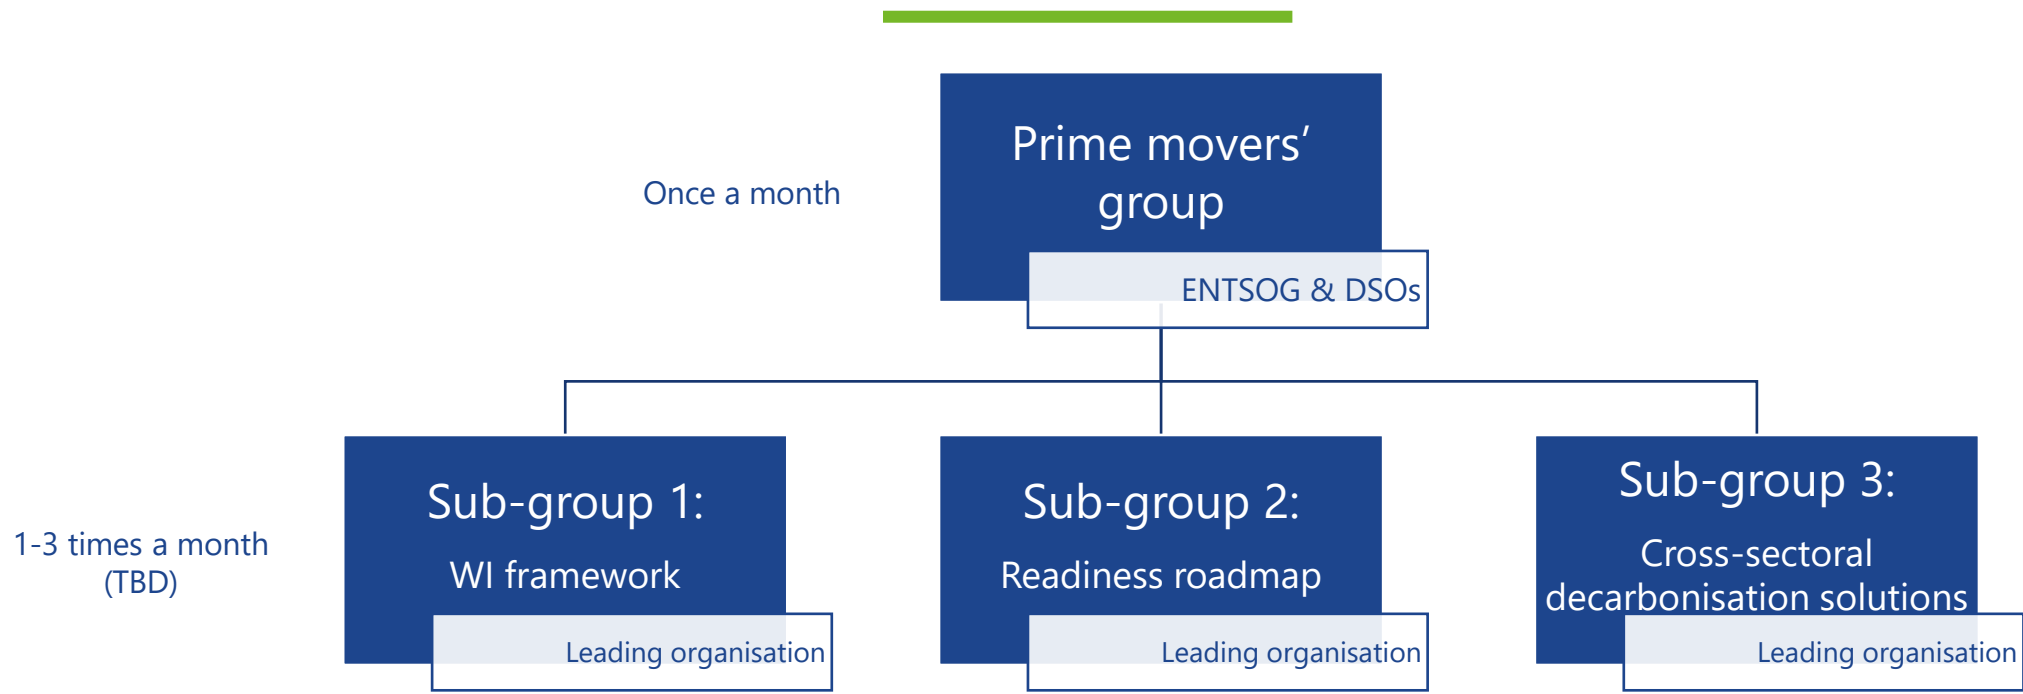 Prime movers’
group
Once a month
ENTSOG & DSOs
1-3 times a month
(TBD)
Sub-group 1:
WI framework
Leading organisation
Sub-group 2:
Readiness roadmap
Leading organisation
Sub-group 3:
Cross-sectoral
decarbonisation solutions
Leading organisation